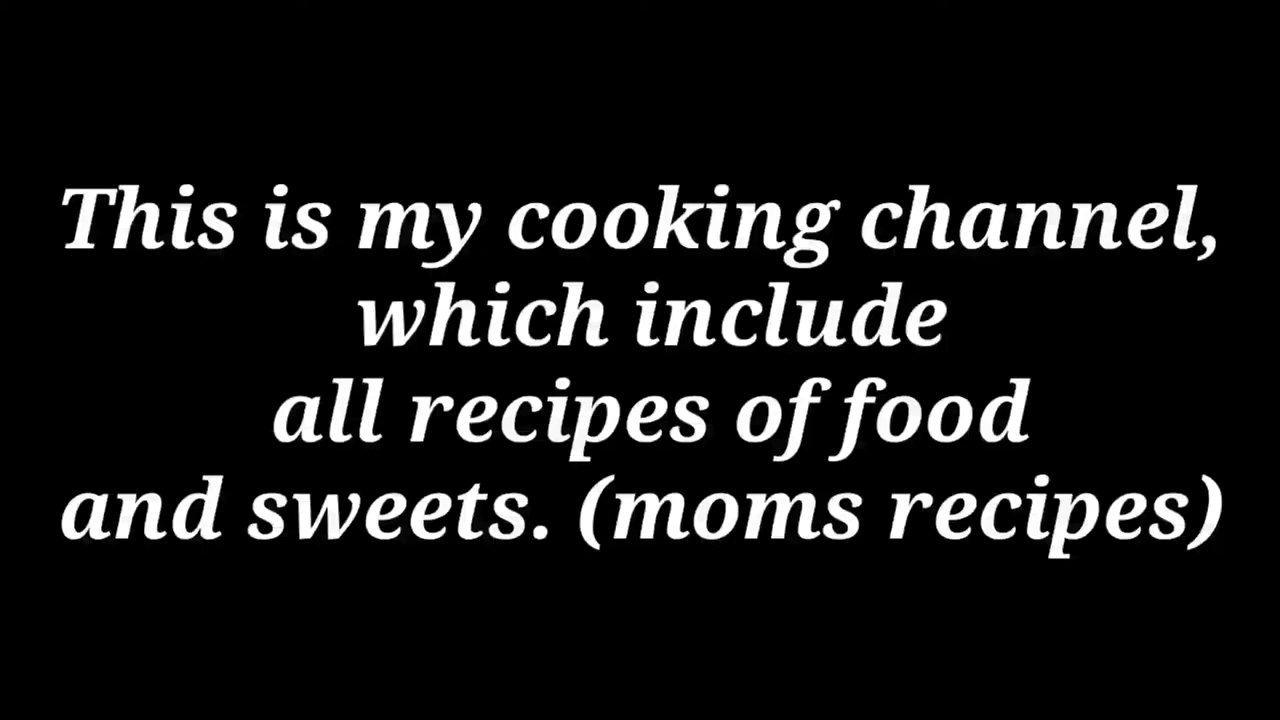 This is my cooking channel,
which include
all recipes of food
and sweets. (moms recipes)